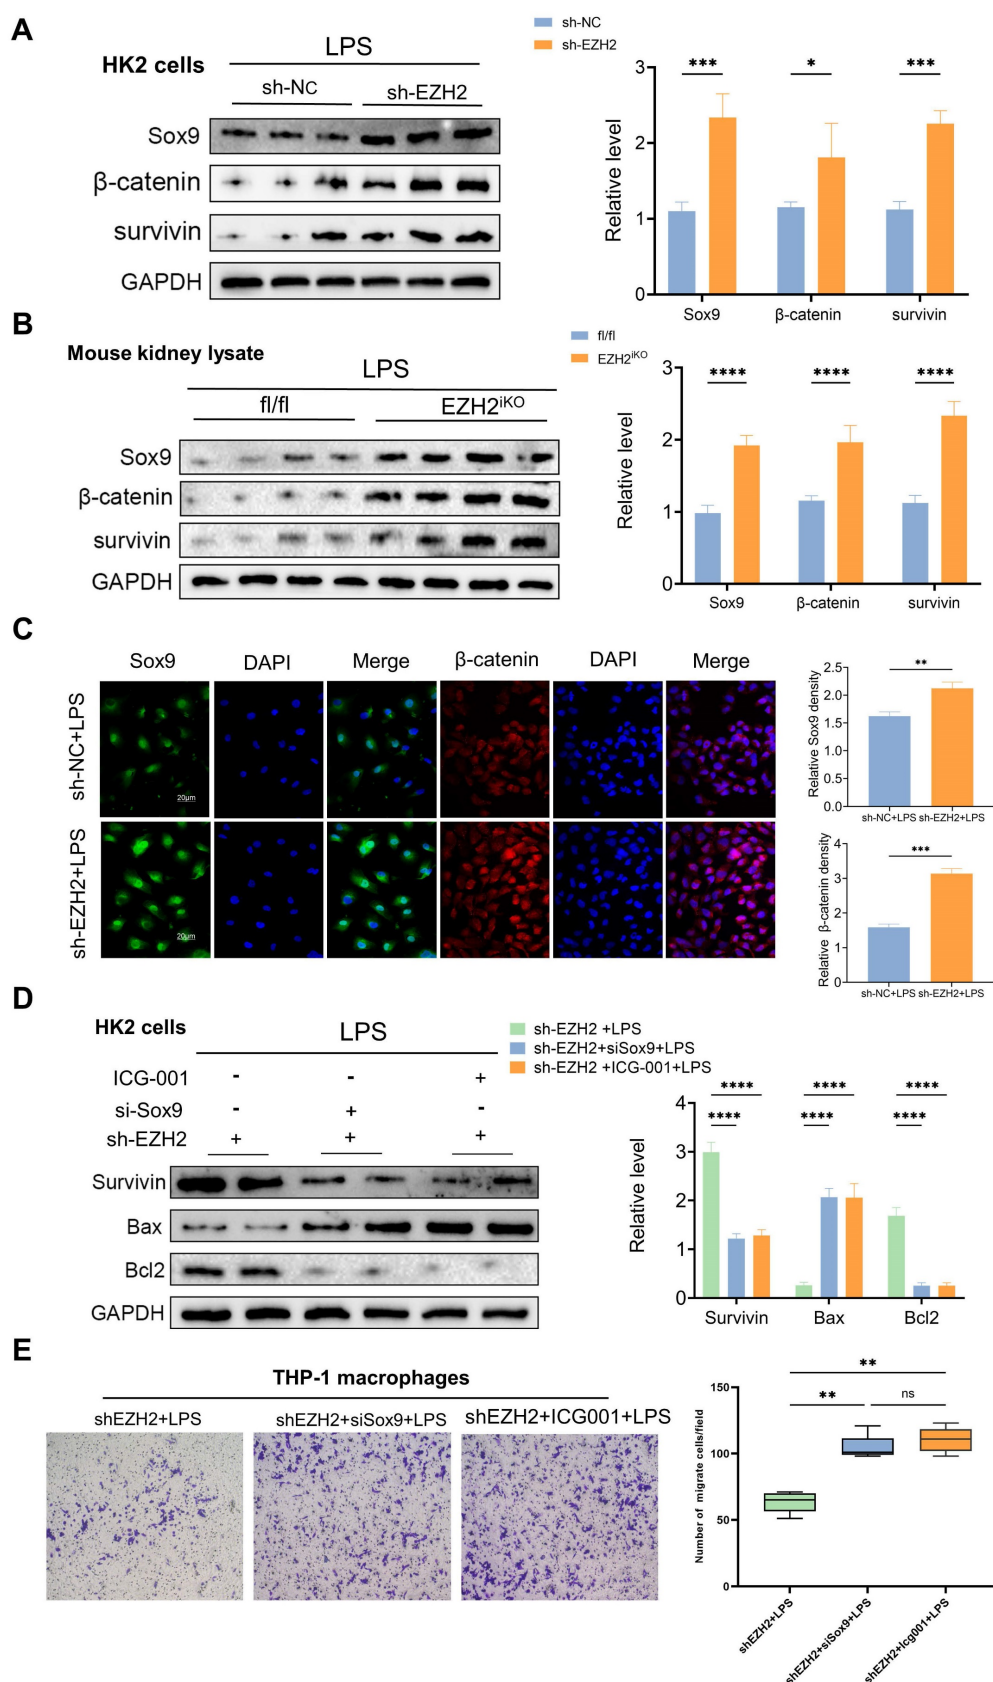 A
HK2 cells
LPS
sh-NC
sh-EZH2
Sox9
β-catenin
survivin
GAPDH
sh-NC
sh-EZH2
Relative level
3
2
1
0
***
*
***
Sox9
β-catenin
survivin
B
Mouse kidney lysate
LPS
fl/fl
EZH2iKO
Sox9
β-catenin
survivin
GAPDH
fl/fl
EZH2iKO
Relative level
3
2
1
0
****
****
****
Sox9
β-catenin
survivin
C
Sox9
DAPI
Merge
β-catenin
DAPI
Merge
sh-NC+LPS
20μm
sh-EZH2+LPS
20μm
Relative Sox9 density
2.5
2.0
1.5
1.0
0.5
0.0
**
sh-NC+LPS sh-EZH2+LPS
Relative β-catenin density
4
3
2
1
0
***
sh-NC+LPS sh-EZH2+LPS
D
HK2 cells
LPS
ICG-001 - - +
si-Sox9 - + -
sh-EZH2 + + +
Survivin
Bax
Bcl2
GAPDH
sh-EZH2 +LPS
sh-EZH2+siSox9+LPS
sh-EZH2 +ICG-001+LPS
Relative level
4
3
2
1
0
**** **** ****
**** **** ****
Survivin
Bax
Bcl2
E
THP-1 macrophages
shEZH2+LPS
shEZH2+siSox9+LPS
shEZH2+ICG001+LPS
Number of migrate cells/field
150
100
50
0
**
**
ns
shEZH2+LPS
shEZH2+siSox9+LPS
shEZH2+Icg001+LPS